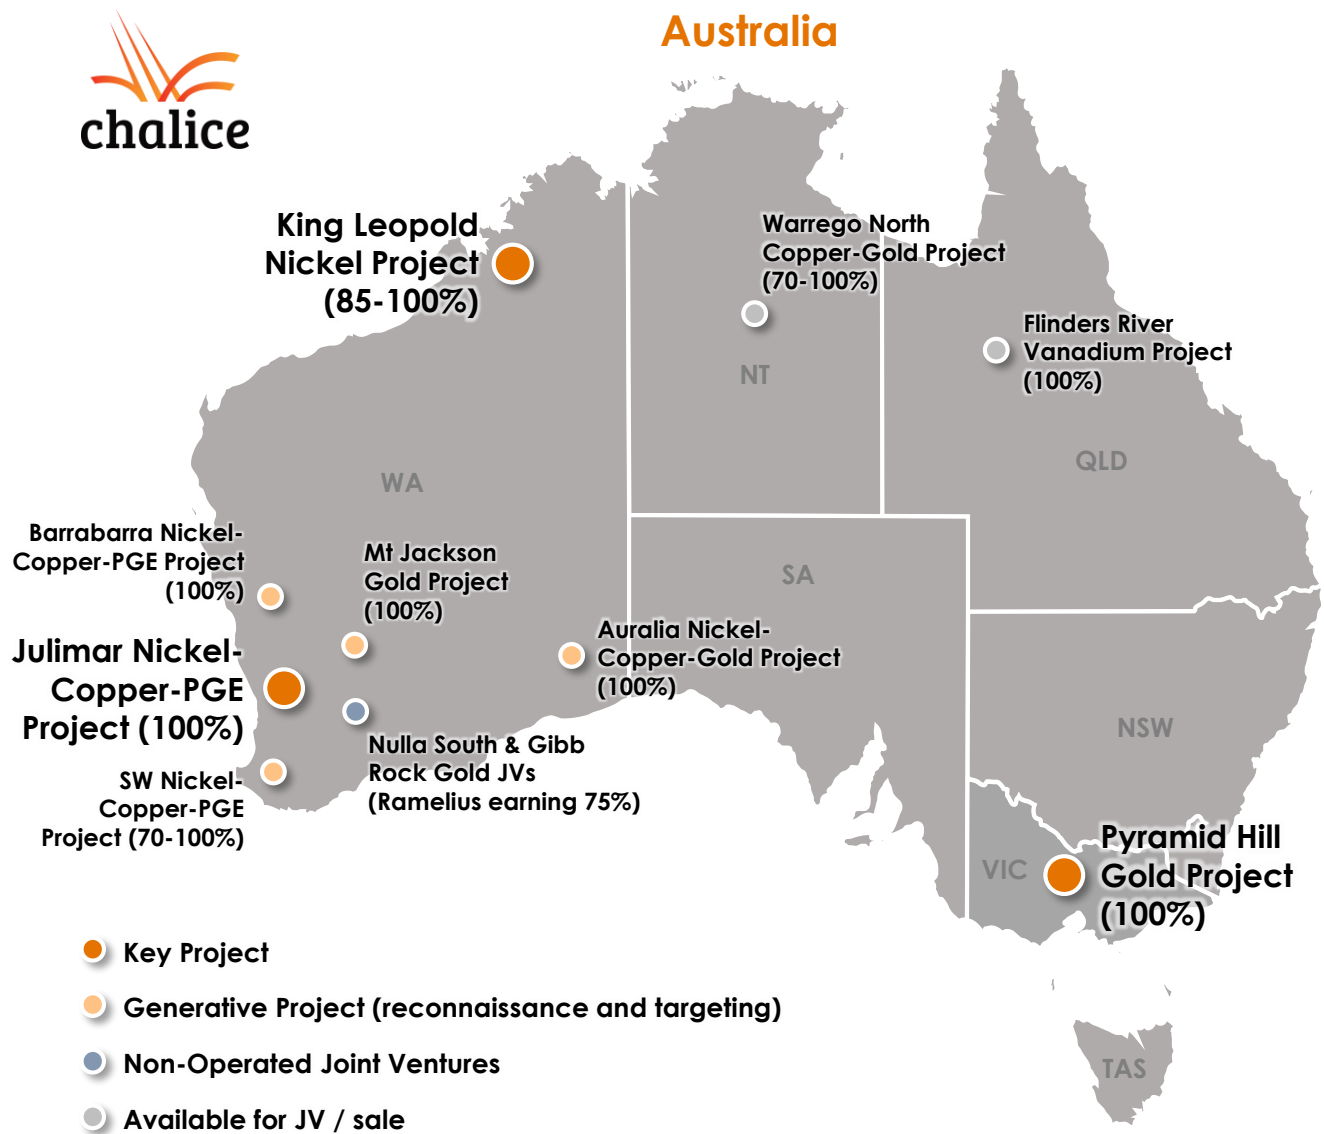 Australia
chalice
King Leopold
Nickel Project
(85-100%)
Warrego North
Copper-Gold Project
(70-100%)
Flinders River
Vanadium Project
(100%)
NT
QLD
WA
Barrabarra Nickel-
Copper-PGE Project
(100%)
Mt Jackson
Gold Project
(100%)
SA
Auralia Nickel-
Copper-Gold Project
(100%)
Julimar Nickel-
Copper-PGE
Project (100%)
NSW
Nulla South & Gibb
Rock Gold JVs
(Ramelius earning 75%)
SW Nickel-
Copper-PGE
Project (70-100%)
VIC
Pyramid Hill
Gold Project
(100%)
Key Project
Generative Project (reconnaissance and targeting)
Non-Operated Joint Ventures
Available for JV / sale
TAS